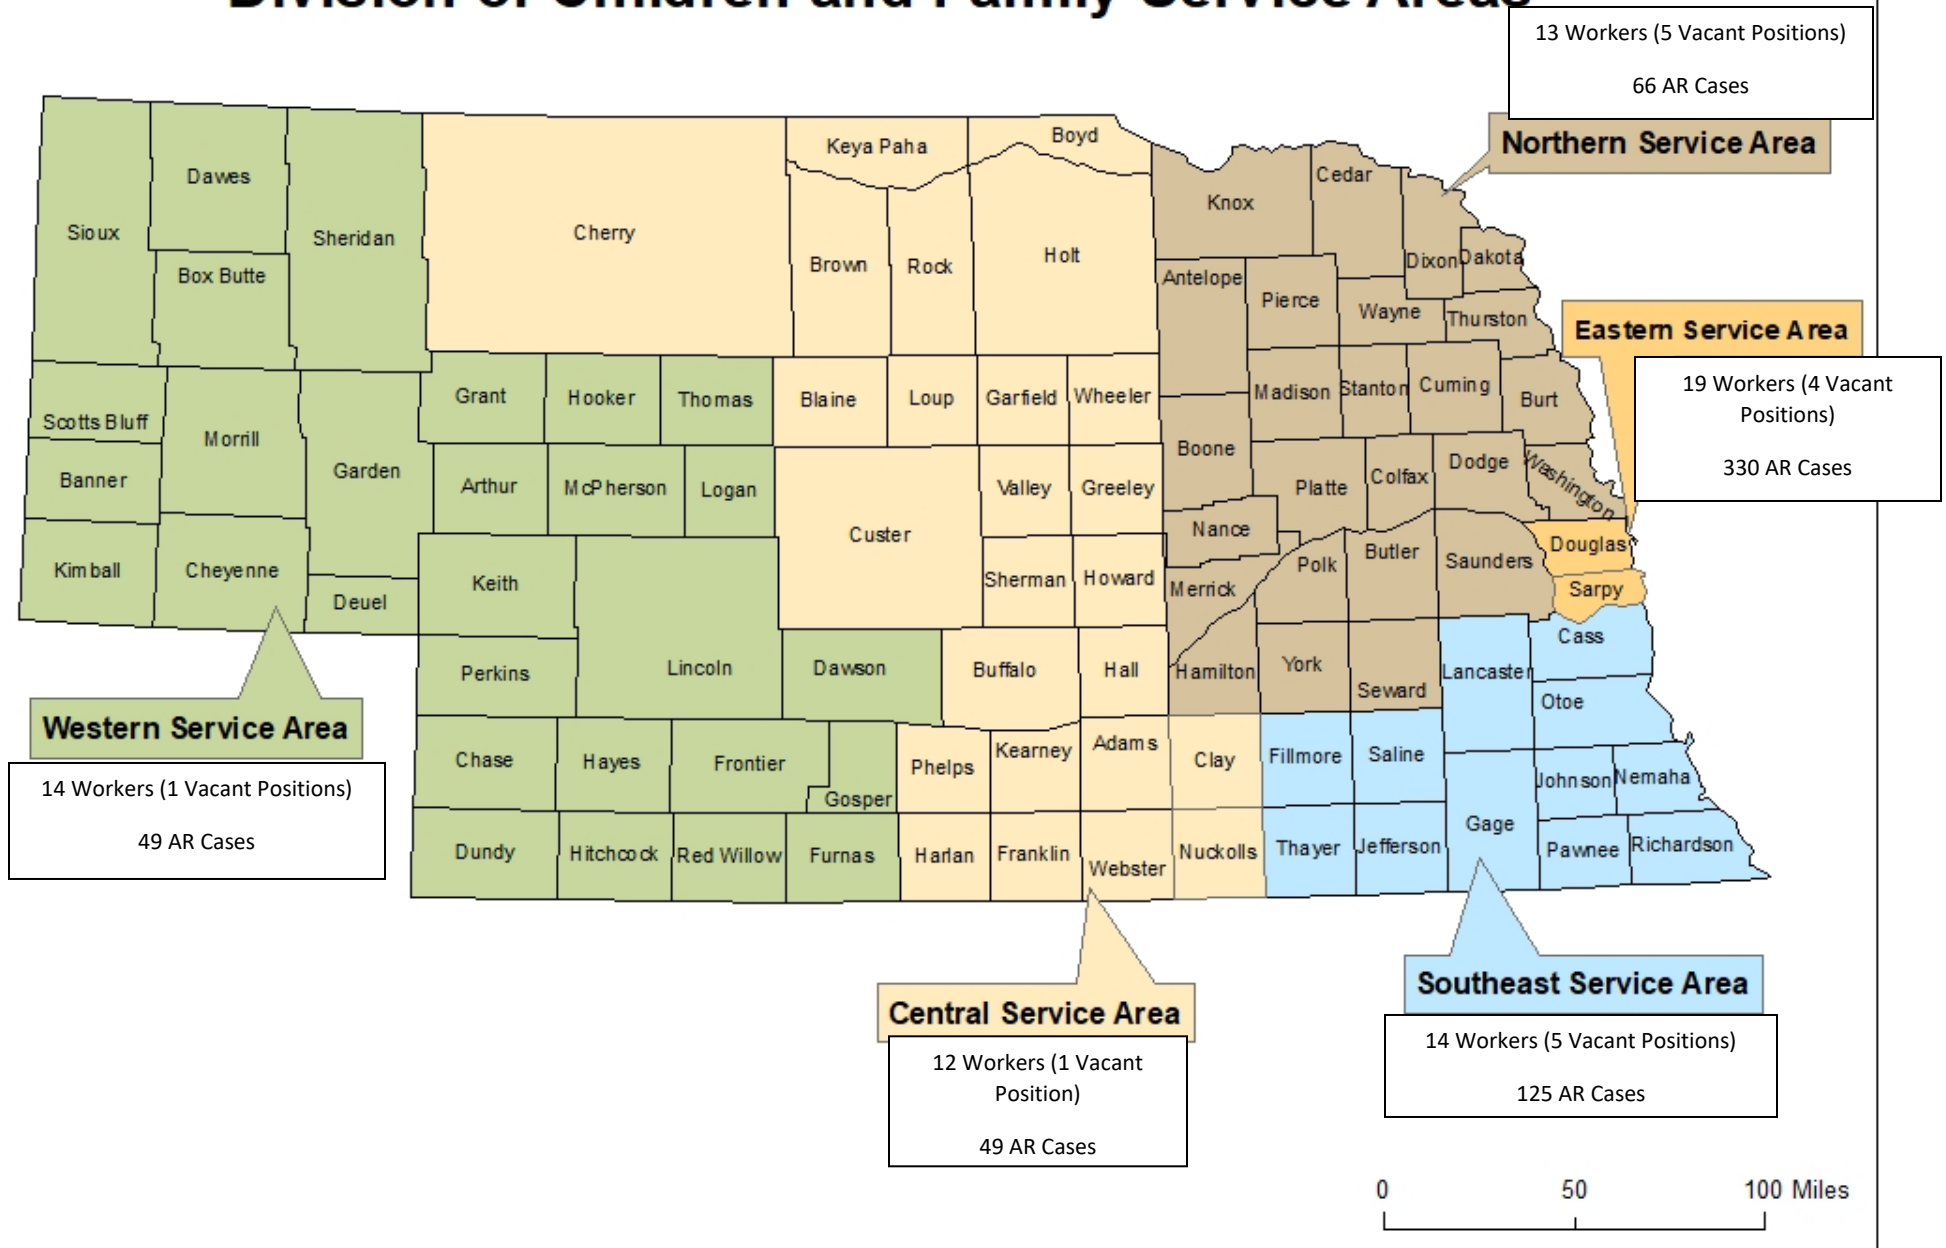 Division of Children and Family Service Areas
13 Workers (5 Vacant Positions)
66 AR Cases
Northern Service Area
Eastern Service Area
19 Workers (4 Vacant
Positions)
330 AR Cases
Western Service Area
14 Workers (1 Vacant Positions)
49 AR Cases
Central Service Area
12 Workers (1 Vacant
Position)
49 AR Cases
Southeast Service Area
14 Workers (5 Vacant Positions)
125 AR Cases
Sioux
Dawes
Box Butte
Sheridan
Scotts Bluff
Banner
Kimball
Morrill
Cheyenne
Garden
Deuel
Grant
Hooker
Thomas
Arthur
McPherson
Logan
Keith
Perkins
Lincoln
Dawson
Chase
Hayes
Frontier
Gosper
Dundy
Hitchcock
Red Willow
Furnas
Cherry
Keya Paha
Boyd
Brown
Rock
Holt
Blaine
Loup
Garfield
Wheeler
Custer
Valley
Greeley
Sherman
Howard
Buffalo
Hall
Phelps
Kearney
Adams
Clay
Harlan
Franklin
Webster
Nuckolls
Knox
Cedar
Dixon
Dakota
Antelope
Pierce
Wayne
Thurston
Madison
Stanton
Cuming
Burt
Boone
Platte
Colfax
Dodge
Washington
Nance
Merrick
Polk
Butler
Saunders
Hamilton
York
Seward
Douglas
Sarpy
Cass
Lancaster
Otoe
Fillmore
Saline
Johnson
Nemaha
Gage
Thayer
Jefferson
Pawnee
Richardson
0 50 100 Miles